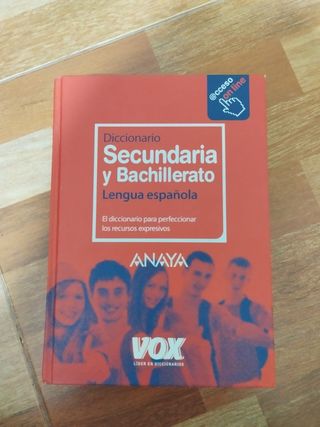 @cceso
on line
Diccionario
Secundaria
y Bachillerato
Lengua española
El diccionario para perfeccionar
los recursos expresivos
ANAYA
VOX
LÍDER EN DICCIONARIOS